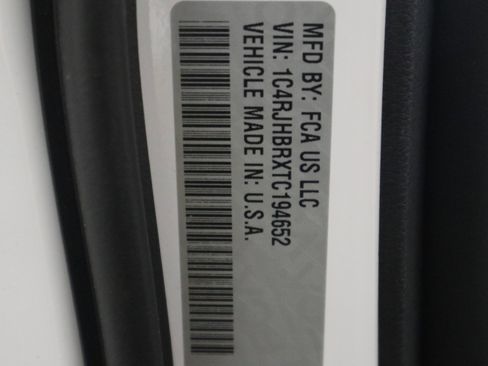 MFD BY: FCA US LLC
VIN: 1C4RJHBRXTC194652
VEHICLE MADE IN: U.S.A.